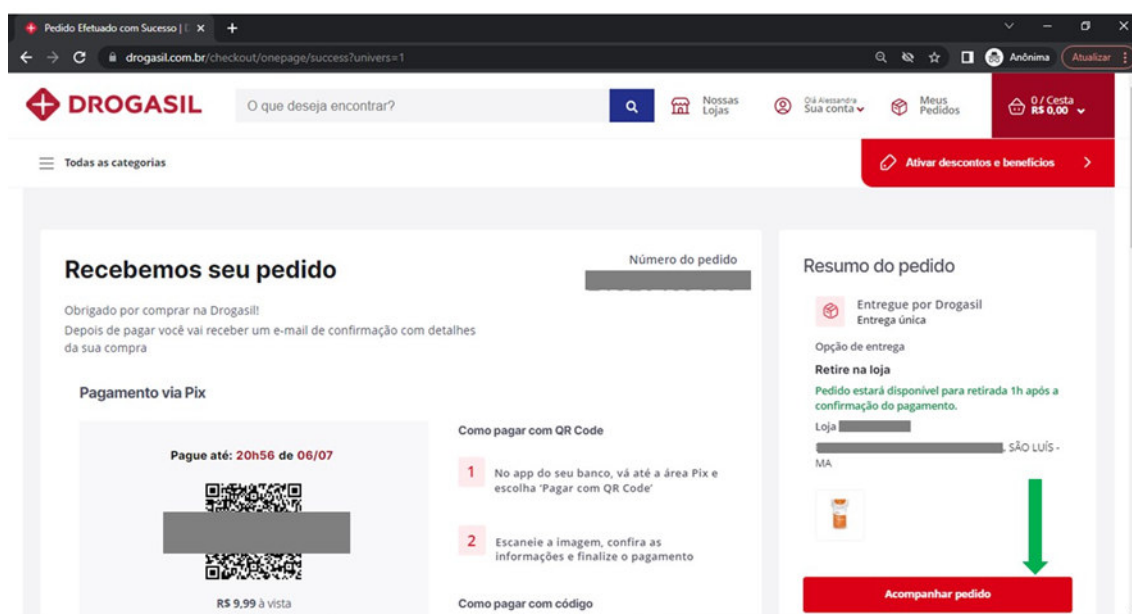 Pedido Efetuado com Sucesso | D
drogasil.com.br/checkout/onepage/success?univers=1
Anônima
Atualizar
DROGASIL
O que deseja encontrar?
Nossas
Lojas
Olá Alessandra
Sua conta
Meus
Pedidos
0 / Cesta
R$ 0,00
Todas as categorias
Ativar descontos e benefícios
Recebemos seu pedido
Número do pedido
Obrigado por comprar na Drogasil!
Depois de pagar você vai receber um e-mail de confirmação com detalhes
da sua compra
Pagamento via Pix
Pague até: 20h56 de 06/07
R$ 9,99 à vista
Como pagar com QR Code
1
No app do seu banco, vá até a área Pix e
escolha 'Pagar com QR Code'
2
Escaneie a imagem, confira as
informações e finalize o pagamento
Como pagar com código
Resumo do pedido
Entregue por Drogasil
Entrega única
Opção de entrega
Retire na loja
Pedido estará disponível para retirada 1h após a
confirmação do pagamento.
Loja
, SÃO LUÍS -
MA
Acompanhar pedido